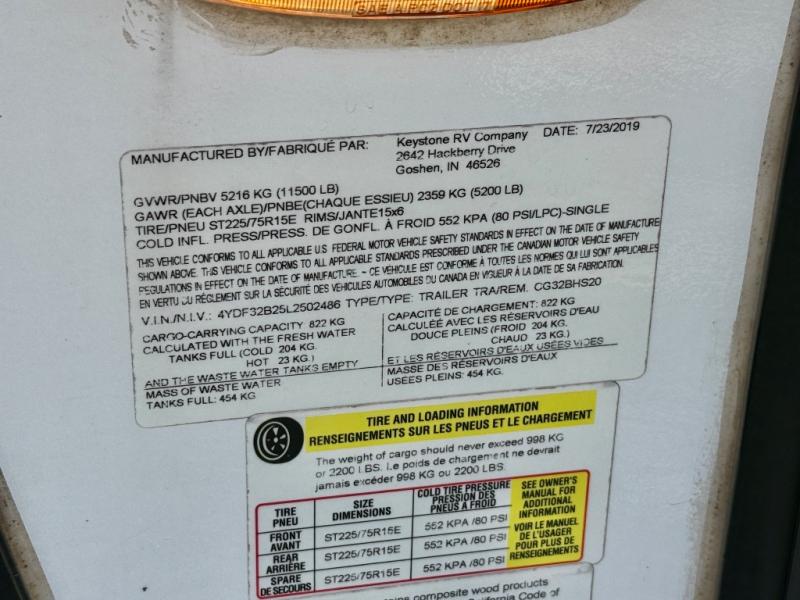 SAE A P2 DOT
MANUFACTURED BY/FABRIQUÉ PAR: Keystone RV Company DATE: 7/23/2019
2642 Hackberry Drive
Goshen, IN 46526
GVWR/PNBV 5216 KG (11500 LB)
GAWR (EACH AXLE)/PNBE(CHAQUE ESSIEU) 2359 KG (5200 LB)
TIRE/PNEU ST225/75R15E RIMS/JANTE15x6
COLD INFL. PRESS/PRESS. DE GONFL. À FROID 552 KPA (80 PSI/LPC)-SINGLE
THIS VEHICLE CONFORMS TO ALL APPLICABLE U.S FEDERAL MOTOR VEHICLE SAFETY STANDARDS IN EFFECT ON THE DATE OF MANUFACTURE
SHOWN ABOVE. THIS VEHICLE CONFORMS TO ALL APPLICABLE STANDARDS PRESCRIBED UNDER THE CANADIAN MOTOR VEHICLE SAFETY
REGULATIONS IN EFFECT ON THE DATE OF MANUFACTURE. - CE VÉHICULE EST CONFORME À TOUTES LES NORMES QUI LUI SONT APPLICABLES
EN VERTU DU RÈGLEMENT SUR LA SÉCURITÉ DES VÉHICULES AUTOMOBILES DU CANADA EN VIGUEUR À LA DATE DE SA FABRICATION.
V.I.N./N.I.V.: 4YDF32B25L2502486 TYPE/TYPE: TRAILER TRA/REM. CG32BHS20
CARGO-CARRYING CAPACITY: 822 KG
CALCULATED WITH THE FRESH WATER
TANKS FULL (COLD 204 KG.
HOT 23 KG.)
AND THE WASTE WATER TANKS EMPTY
MASS OF WASTE WATER
TANKS FULL: 454 KG
CAPACITÉ DE CHARGEMENT: 822 KG
CALCULÉE AVEC LES RÉSERVOIRS D'EAU
DOUCE PLEINS (FROID 204 KG.
CHAUD 23 KG.)
ET LES RÉSERVOIRS D'EAUX USÉES VIDES
MASSE DES RÉSERVOIRS D'EAUX
USÉES PLEINS: 454 KG.
TIRE AND LOADING INFORMATION
RENSEIGNEMENTS SUR LES PNEUS ET LE CHARGEMENT
The weight of cargo should never exceed 998 KG
or 2200 LBS. Le poids de chargement ne devrait
jamais excéder 998 KG ou 2200 LBS.
TIRE PNEU
SIZE DIMENSIONS
COLD TIRE PRESSURE
PRESSION DES
PNEUS A FROID
FRONT AVANT ST225/75R15E 552 KPA /80 PSI
REAR ARRIÈRE ST225/75R15E 552 KPA /80 PSI
SPARE DE SECOURS ST225/75R15E 552 KPA /80 PSI
SEE OWNER'S
MANUAL FOR
ADDITIONAL
INFORMATION
VOIR LE MANUEL
DE L'USAGER
POUR PLUS DE
RENSEIGNEMENTS
composite wood products
California Code of